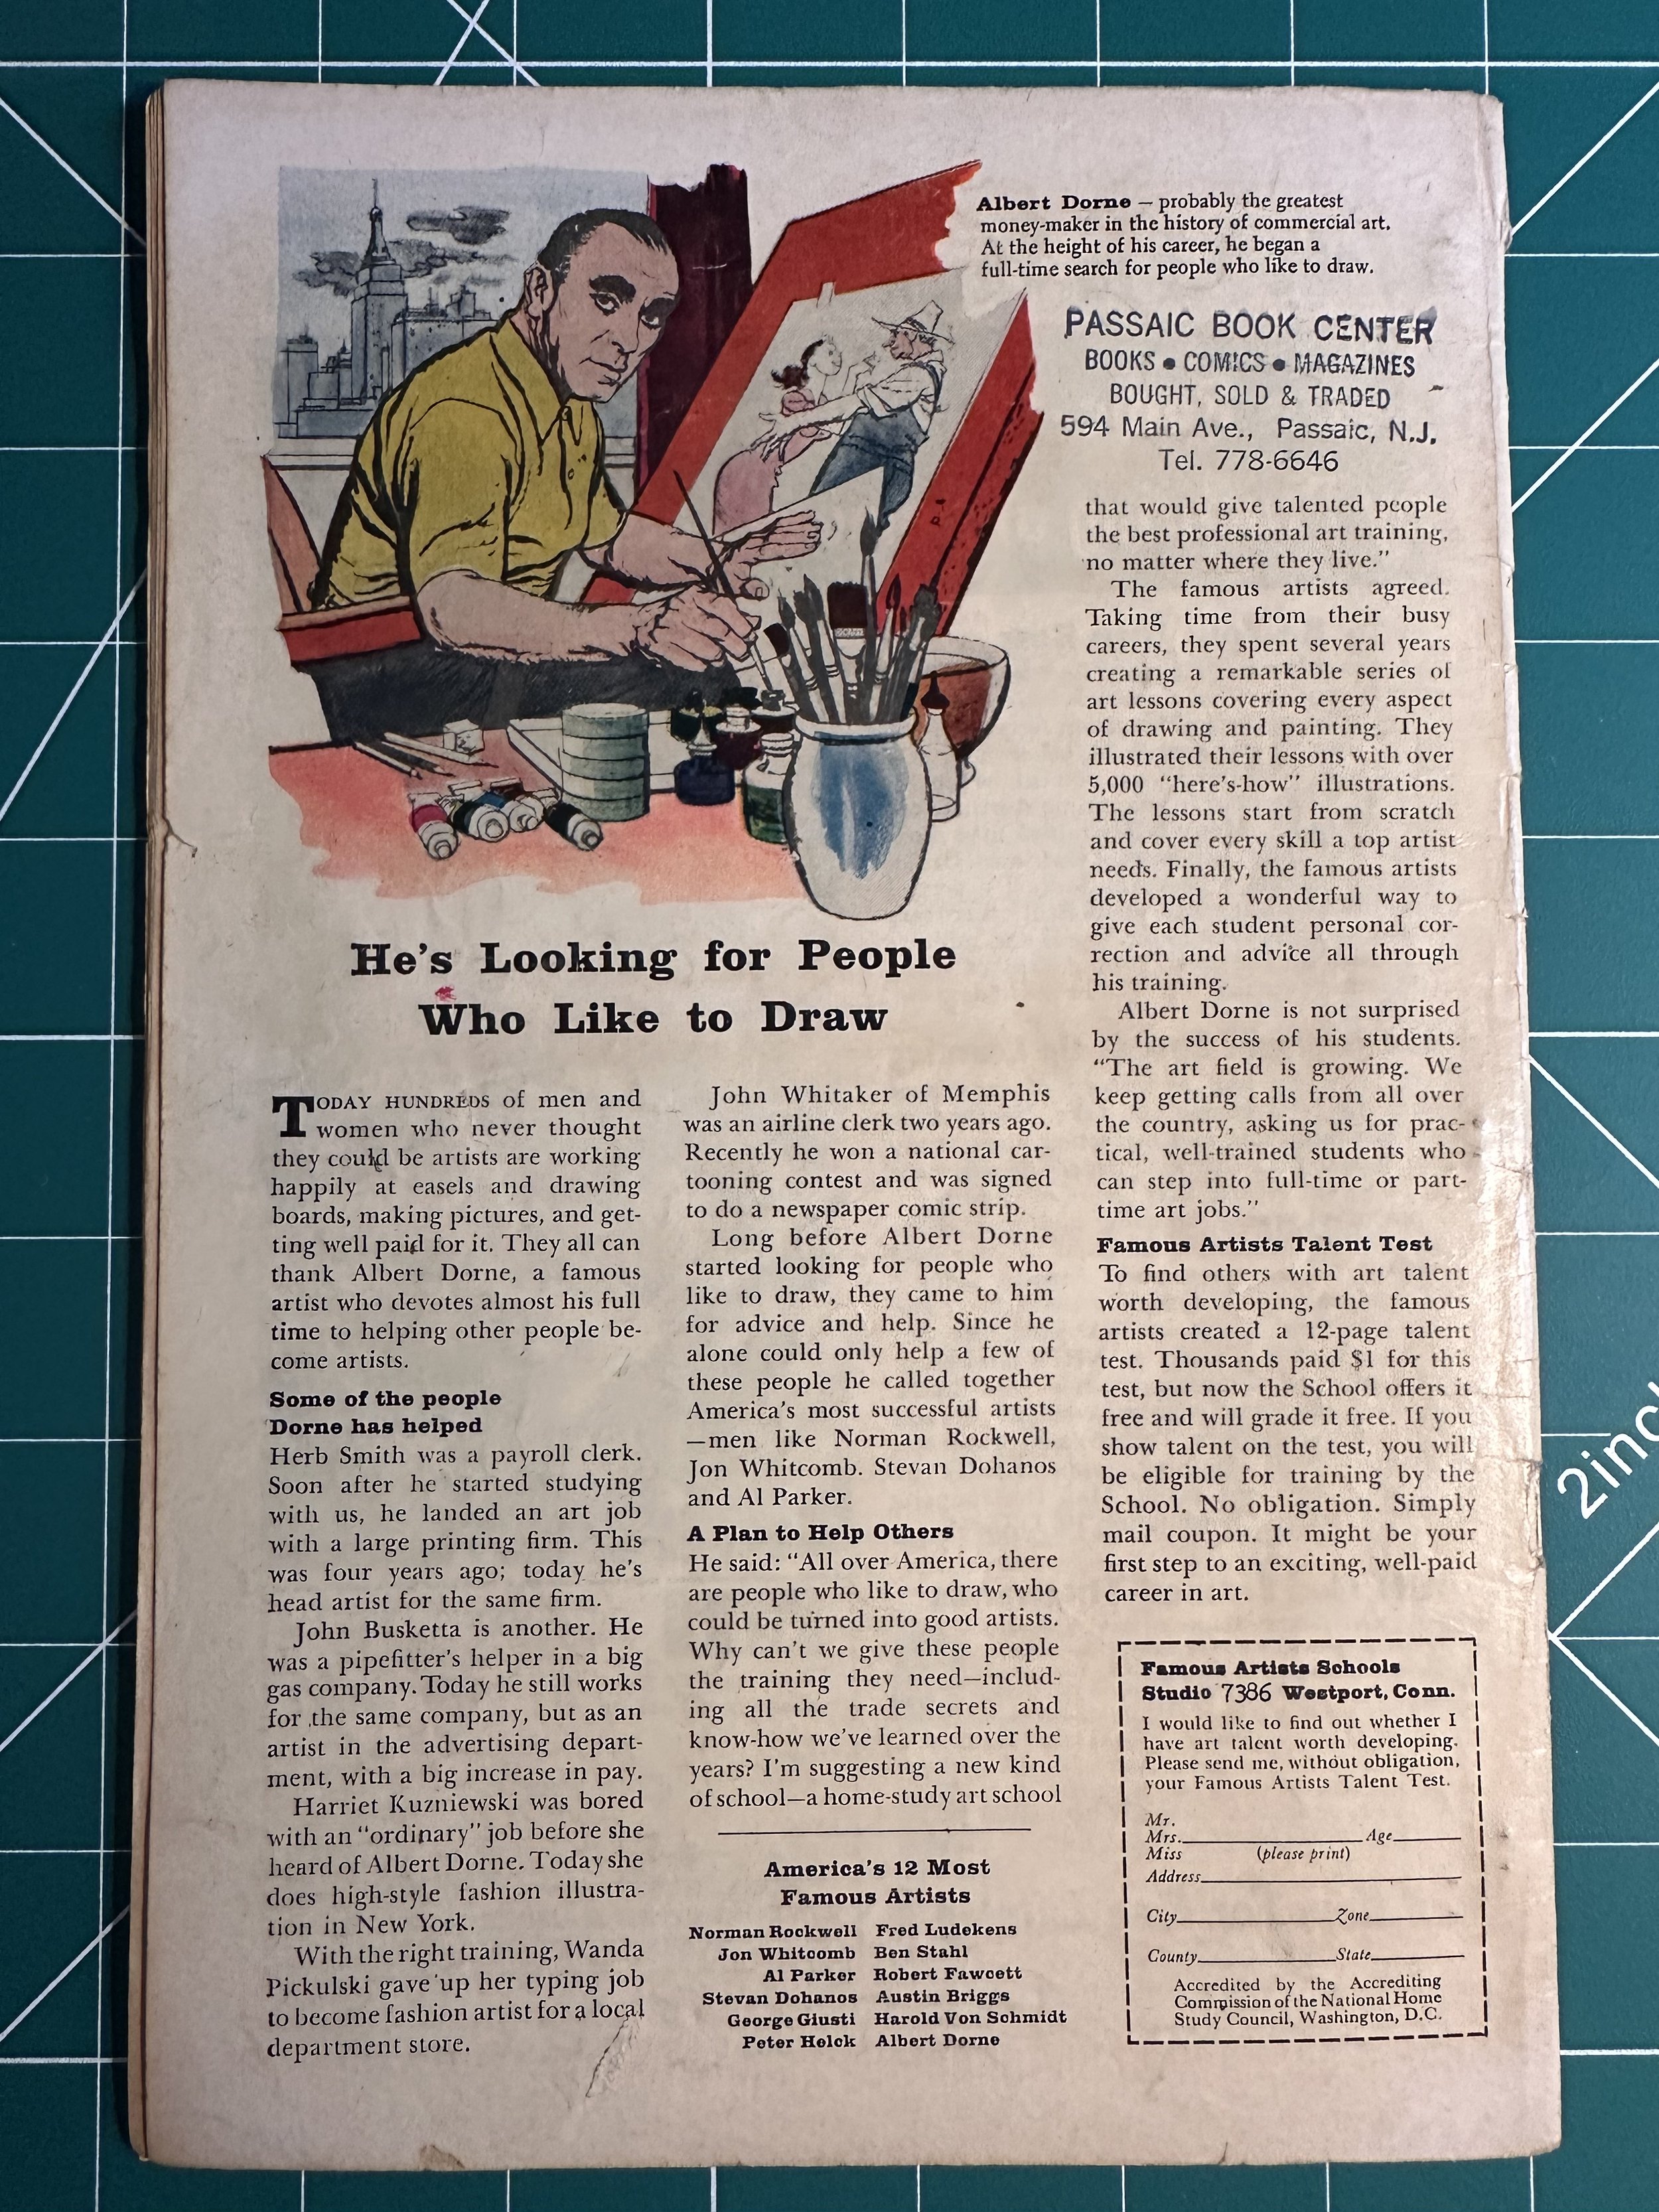 Albert Dorne — probably the greatest
money-maker in the history of commercial art.
At the height of his career, he began a
full-time search for people who like to draw.
PASSAIC BOOK CENTER
BOOKS • COMICS • MAGAZINES
BOUGHT, SOLD & TRADED
594 Main Ave., Passaic, N.J.
Tel. 778-6646
He's Looking for People
Who Like to Draw
TODAY HUNDREDS of men and
women who never thought
they could be artists are working
happily at easels and drawing
boards, making pictures, and get-
ting well paid for it. They all can
thank Albert Dorne, a famous
artist who devotes almost his full
time to helping other people be-
come artists.
Some of the people
Dorne has helped
Herb Smith was a payroll clerk.
Soon after he started studying
with us, he landed an art job
with a large printing firm. This
was four years ago; today he's
head artist for the same firm.
John Busketta is another. He
was a pipefitter's helper in a big
gas company. Today he still works
for the same company, but as an
artist in the advertising depart-
ment, with a big increase in pay.
Harriet Kuzniewski was bored
with an "ordinary" job before she
heard of Albert Dorne. Today she
does high-style fashion illustra-
tion in New York.
With the right training, Wanda
Pickulski gave up her typing job
to become fashion artist for a local
department store.
John Whitaker of Memphis
was an airline clerk two years ago.
Recently he won a national car-
tooning contest and was signed
to do a newspaper comic strip.
Long before Albert Dorne
started looking for people who
like to draw, they came to him
for advice and help. Since he
alone could only help a few of
these people he called together
America's most successful artists
—men like Norman Rockwell,
Jon Whitcomb. Stevan Dohanos
and Al Parker.
A Plan to Help Others
He said: "All over America, there
are people who like to draw, who
could be turned into good artists.
Why can't we give these people
the training they need—includ-
ing all the trade secrets and
know-how we've learned over the
years? I'm suggesting a new kind
of school—a home-study art school
America's 12 Most
Famous Artists
Norman Rockwell Fred Ludekens
Jon Whitcomb Ben Stahl
Al Parker Robert Fawcett
Stevan Dohanos Austin Briggs
George Giusti Harold Von Schmidt
Peter Helck Albert Dorne
that would give talented people
the best professional art training,
no matter where they live."
The famous artists agreed.
Taking time from their busy
careers, they spent several years
creating a remarkable series of
art lessons covering every aspect
of drawing and painting. They
illustrated their lessons with over
5,000 "here's-how" illustrations.
The lessons start from scratch
and cover every skill a top artist
needs. Finally, the famous artists
developed a wonderful way to
give each student personal cor-
rection and advice all through
his training.
Albert Dorne is not surprised
by the success of his students.
"The art field is growing. We
keep getting calls from all over
the country, asking us for prac-
tical, well-trained students who
can step into full-time or part-
time art jobs."
Famous Artists Talent Test
To find others with art talent
worth developing, the famous
artists created a 12-page talent
test. Thousands paid $1 for this
test, but now the School offers it
free and will grade it free. If you
show talent on the test, you will
be eligible for training by the
School. No obligation. Simply
mail coupon. It might be your
first step to an exciting, well-paid
career in art.
Famous Artists Schools
Studio 7386 Westport, Conn.
I would like to find out whether I
have art talent worth developing.
Please send me, without obligation,
your Famous Artists Talent Test.
Mr.
Mrs. Age
Miss (please print)
Address
City Zone
County State
Accredited by the Accrediting
Commission of the National Home
Study Council, Washington, D.C.